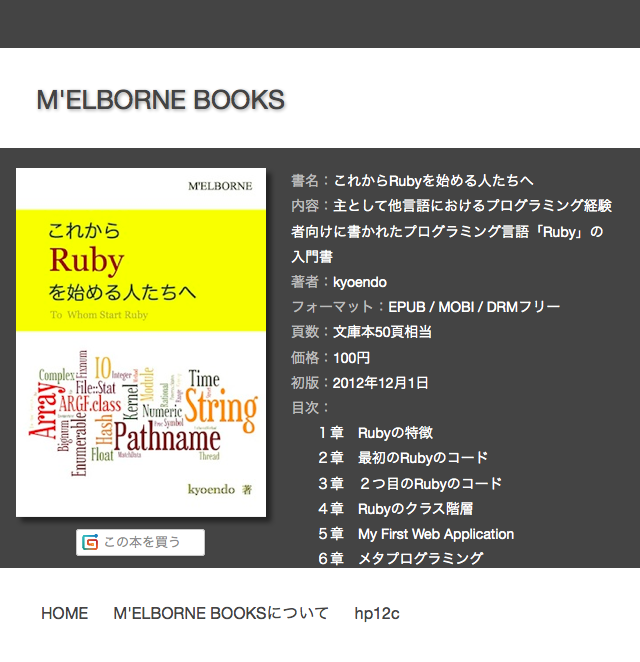 M'ELBORNE BOOKS
M'ELBORNE
これから
Ruby
を始める人たちへ
To Whom Start Ruby
Complex
Fixnum
IO
Integer
Module
Time
File::Stat
Array
ARGF.class
Kernel
Rational
String
Enumerable
Bignum
Hash
Numeric
Proc
Symbol
Pathname
Float
MatchData
Thread
kyoendo 著
この本を買う
書名：これからRubyを始める人たちへ
内容：主として他言語におけるプログラミング経験
者向けに書かれたプログラミング言語「Ruby」の
入門書
著者：kyoendo
フォーマット：EPUB / MOBI / DRMフリー
頁数：文庫本50頁相当
価格：100円
初版：2012年12月1日
目次：
１章　Rubyの特徴
２章　最初のRubyのコード
３章　２つ目のRubyのコード
４章　Rubyのクラス階層
５章　My First Web Application
６章　メタプログラミング
HOME M'ELBORNE BOOKSについて hp12c